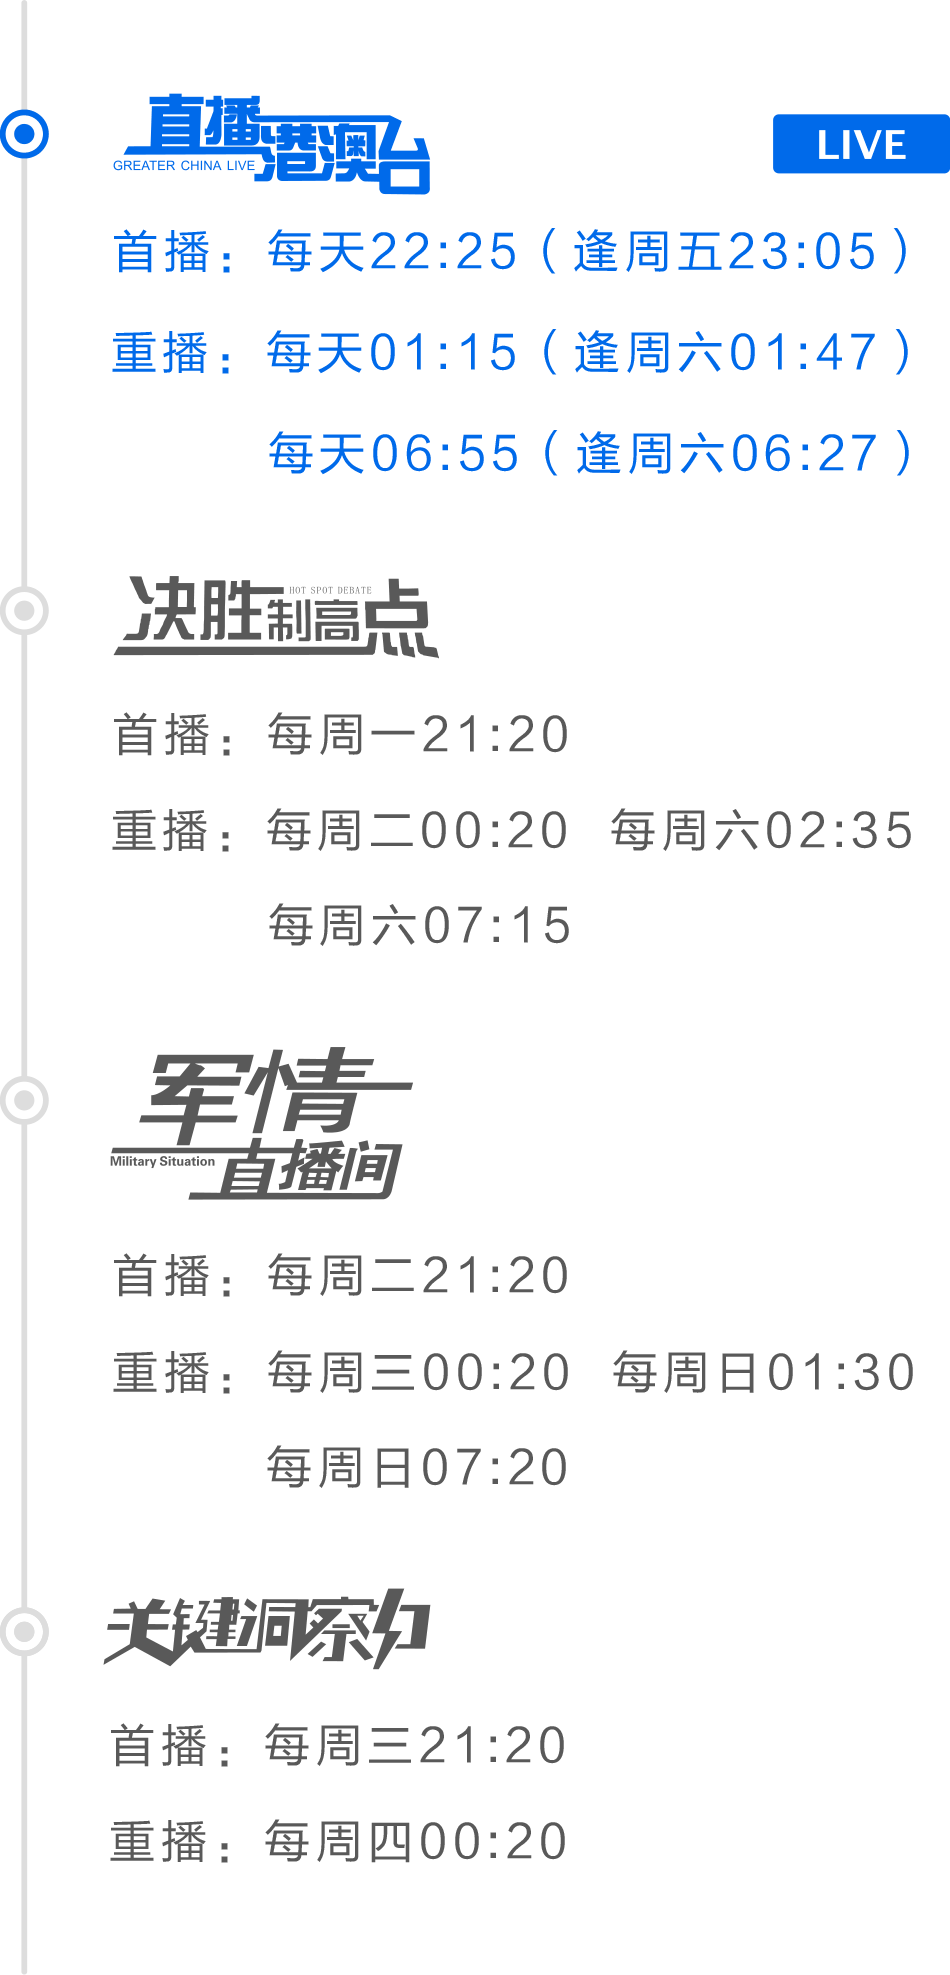 直播港澳台
GREATER CHINA LIVE
LIVE
首播：每天22:25（逢周五23:05）
重播：每天01:15（逢周六01:47）
每天06:55（逢周六06:27）
决胜制高点
HOT SPOT DEBATE
首播：每周一21:20
重播：每周二00:20 每周六02:35
每周六07:15
军情
直播间
Military Situation
首播：每周二21:20
重播：每周三00:20 每周日01:30
每周日07:20
关键洞察力
首播：每周三21:20
重播：每周四00:20